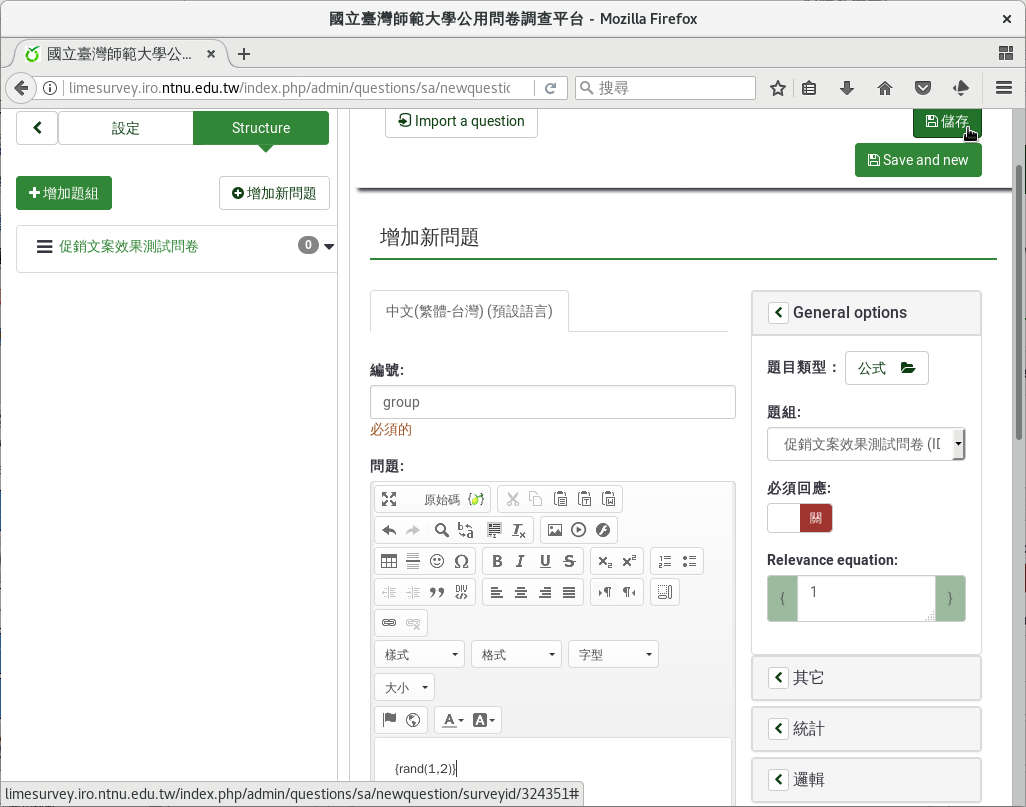 國立臺灣師範大學公用問卷調查平台 - Mozilla Firefox
國立臺灣師範大學公...
limesurvey.iro.ntnu.edu.tw/index.php/admin/questions/sa/newquestic
搜尋
設定
Structure
Import a question
儲存
Save and new
增加題組
增加新問題
促銷文案效果測試問卷
0
增加新問題
中文(繁體-台灣) (預設語言)
編號:
group
必須的
問題:
原始碼
樣式
格式
字型
大小
{rand(1,2)}
General options
題目類型：
公式
題組:
促銷文案效果測試問卷 (ID
必須回應:
關
Relevance equation:
{ 1 }
其它
統計
邏輯
limesurvey.iro.ntnu.edu.tw/index.php/admin/questions/sa/newquestion/surveyid/324351#